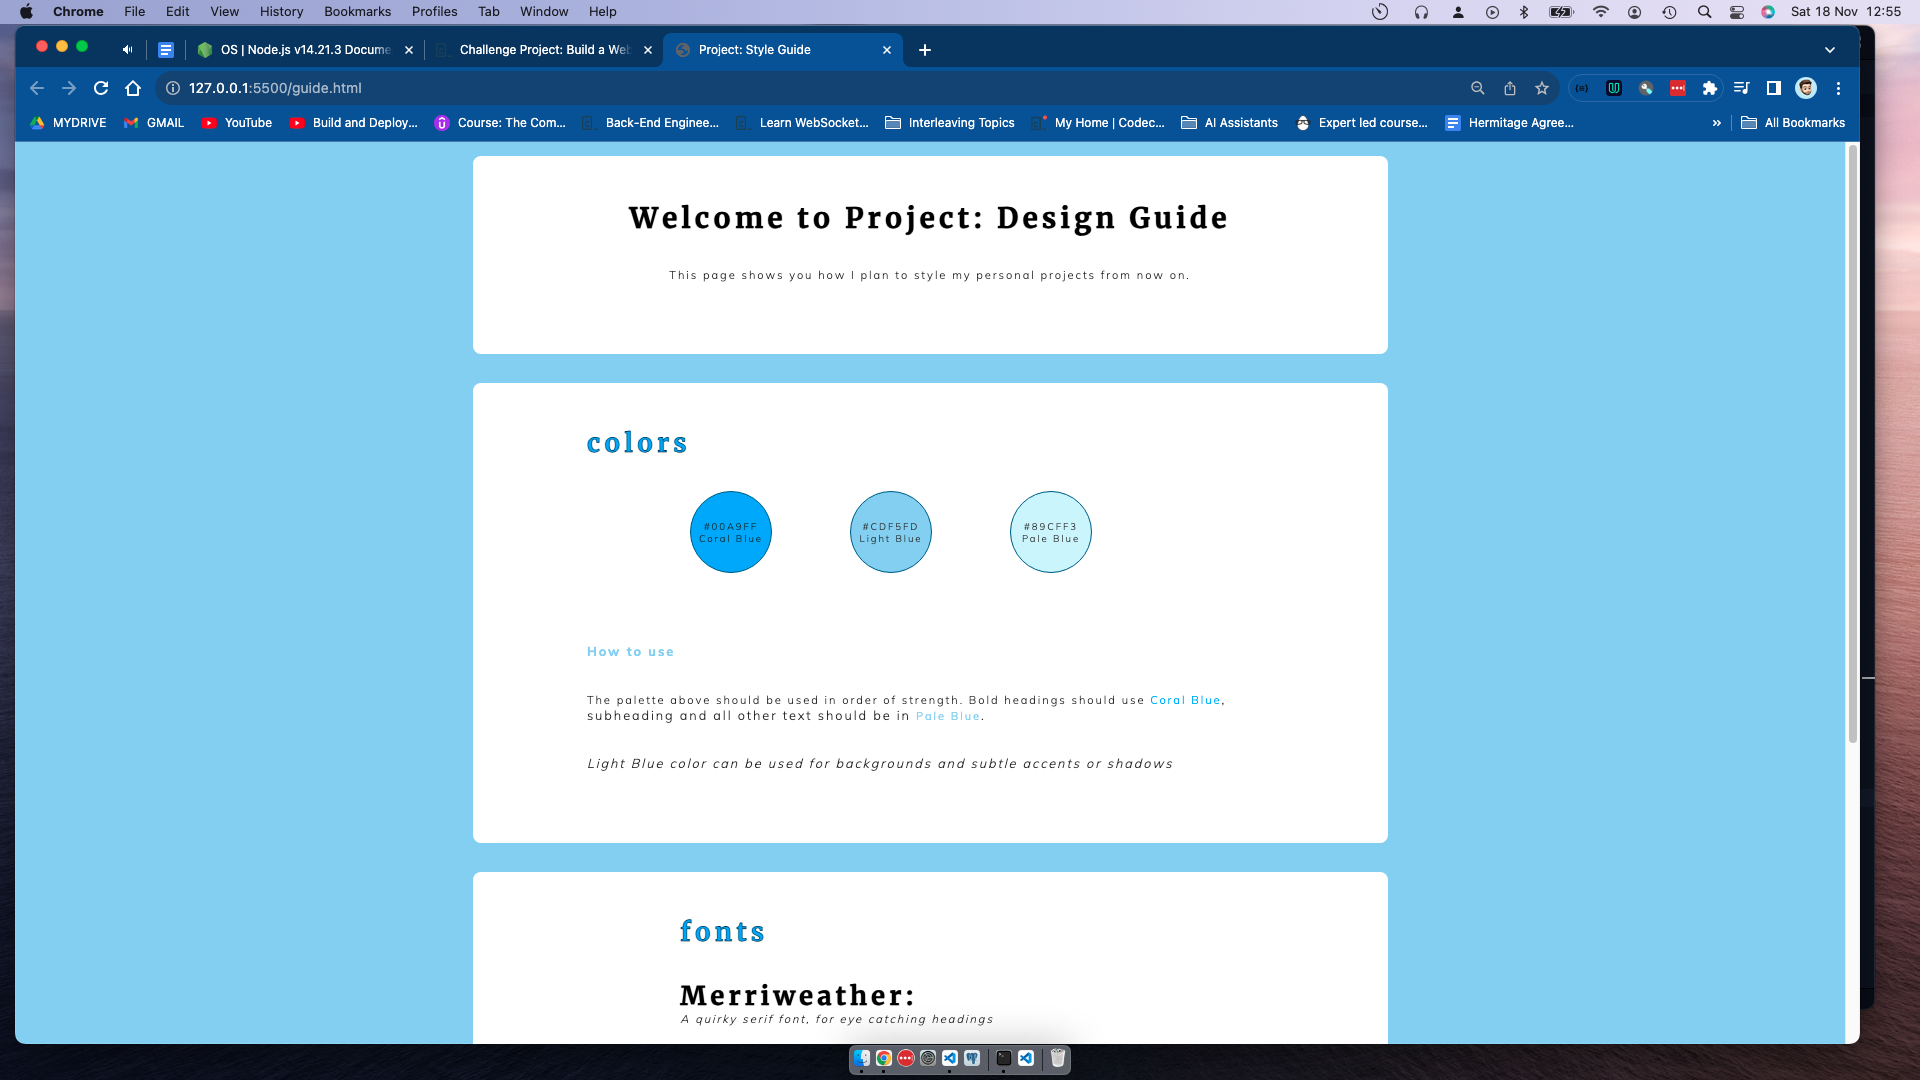 Chrome File Edit View History Bookmarks Profiles Tab Window Help Sat 18 Nov 12:55
OS | Node.js v14.21.3 Docume Challenge Project: Build a Web Project: Style Guide
127.0.0.1:5500/guide.html
MYDRIVE GMAIL YouTube Build and Deploy... Course: The Com... Back-End Enginee... Learn WebSocket... Interleaving Topics My Home | Codec... AI Assistants Expert led course... Hermitage Agree... » All Bookmarks
Welcome to Project: Design Guide
This page shows you how I plan to style my personal projects from now on.
colors
#00A9FF #CDF5FD #89CFF3
Coral Blue Light Blue Pale Blue
How to use
The palette above should be used in order of strength. Bold headings should use Coral Blue,
subheading and all other text should be in Pale Blue.
Light Blue color can be used for backgrounds and subtle accents or shadows
fonts
Merriweather:
A quirky serif font, for eye catching headings